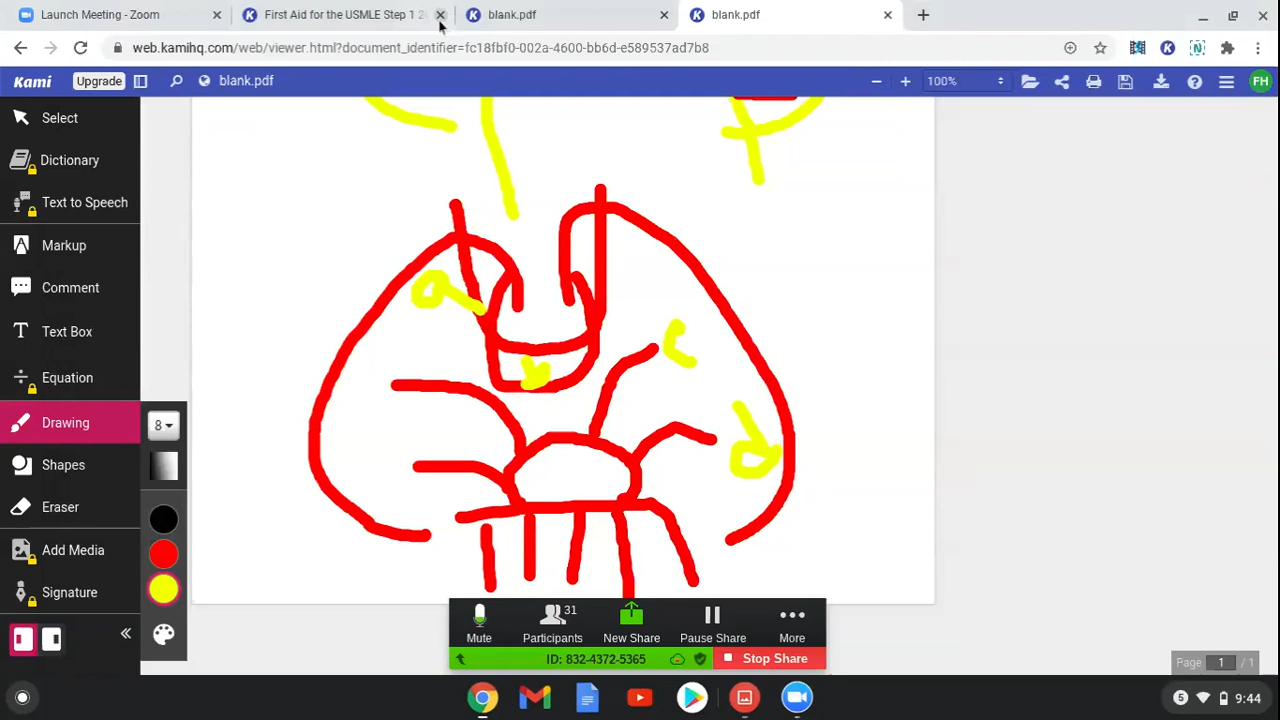 Launch Meeting - Zoom
First Aid for the USMLE Step 1 2
blank.pdf
blank.pdf
web.kamihq.com/web/viewer.html?document_identifier=fc18fbf0-002a-4600-bb6d-e589537ad7b8
Kami Upgrade blank.pdf 100% FH
Select
Dictionary
Text to Speech
Markup
Comment
Text Box
Equation
Drawing
8
Shapes
Eraser
Add Media
Signature
a
b
c
d
31
Mute Participants New Share Pause Share More
ID: 832-4372-5365 Stop Share
Page 1 / 1
5 9:44